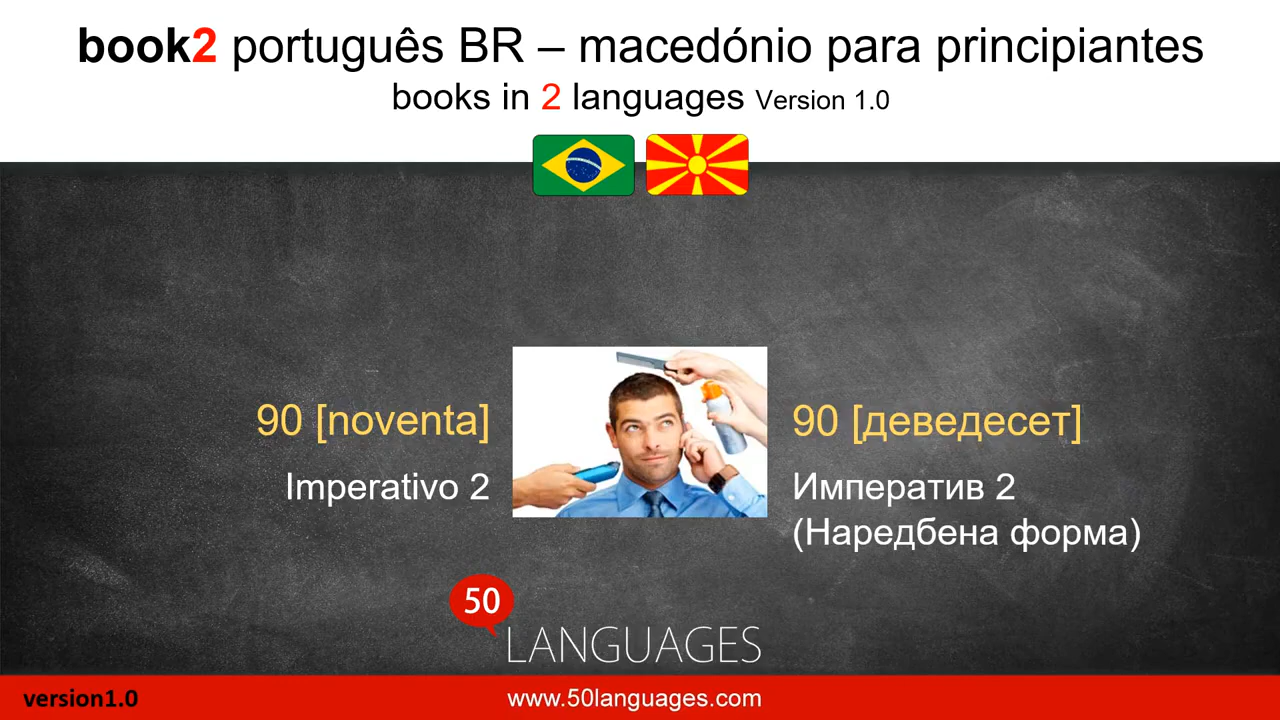 book2 português BR – macedónio para principiantes
books in 2 languages Version 1.0
90 [noventa]
Imperativo 2
90 [деведесет]
Императив 2
(Наредбена форма)
50
LANGUAGES
version1.0
www.50languages.com